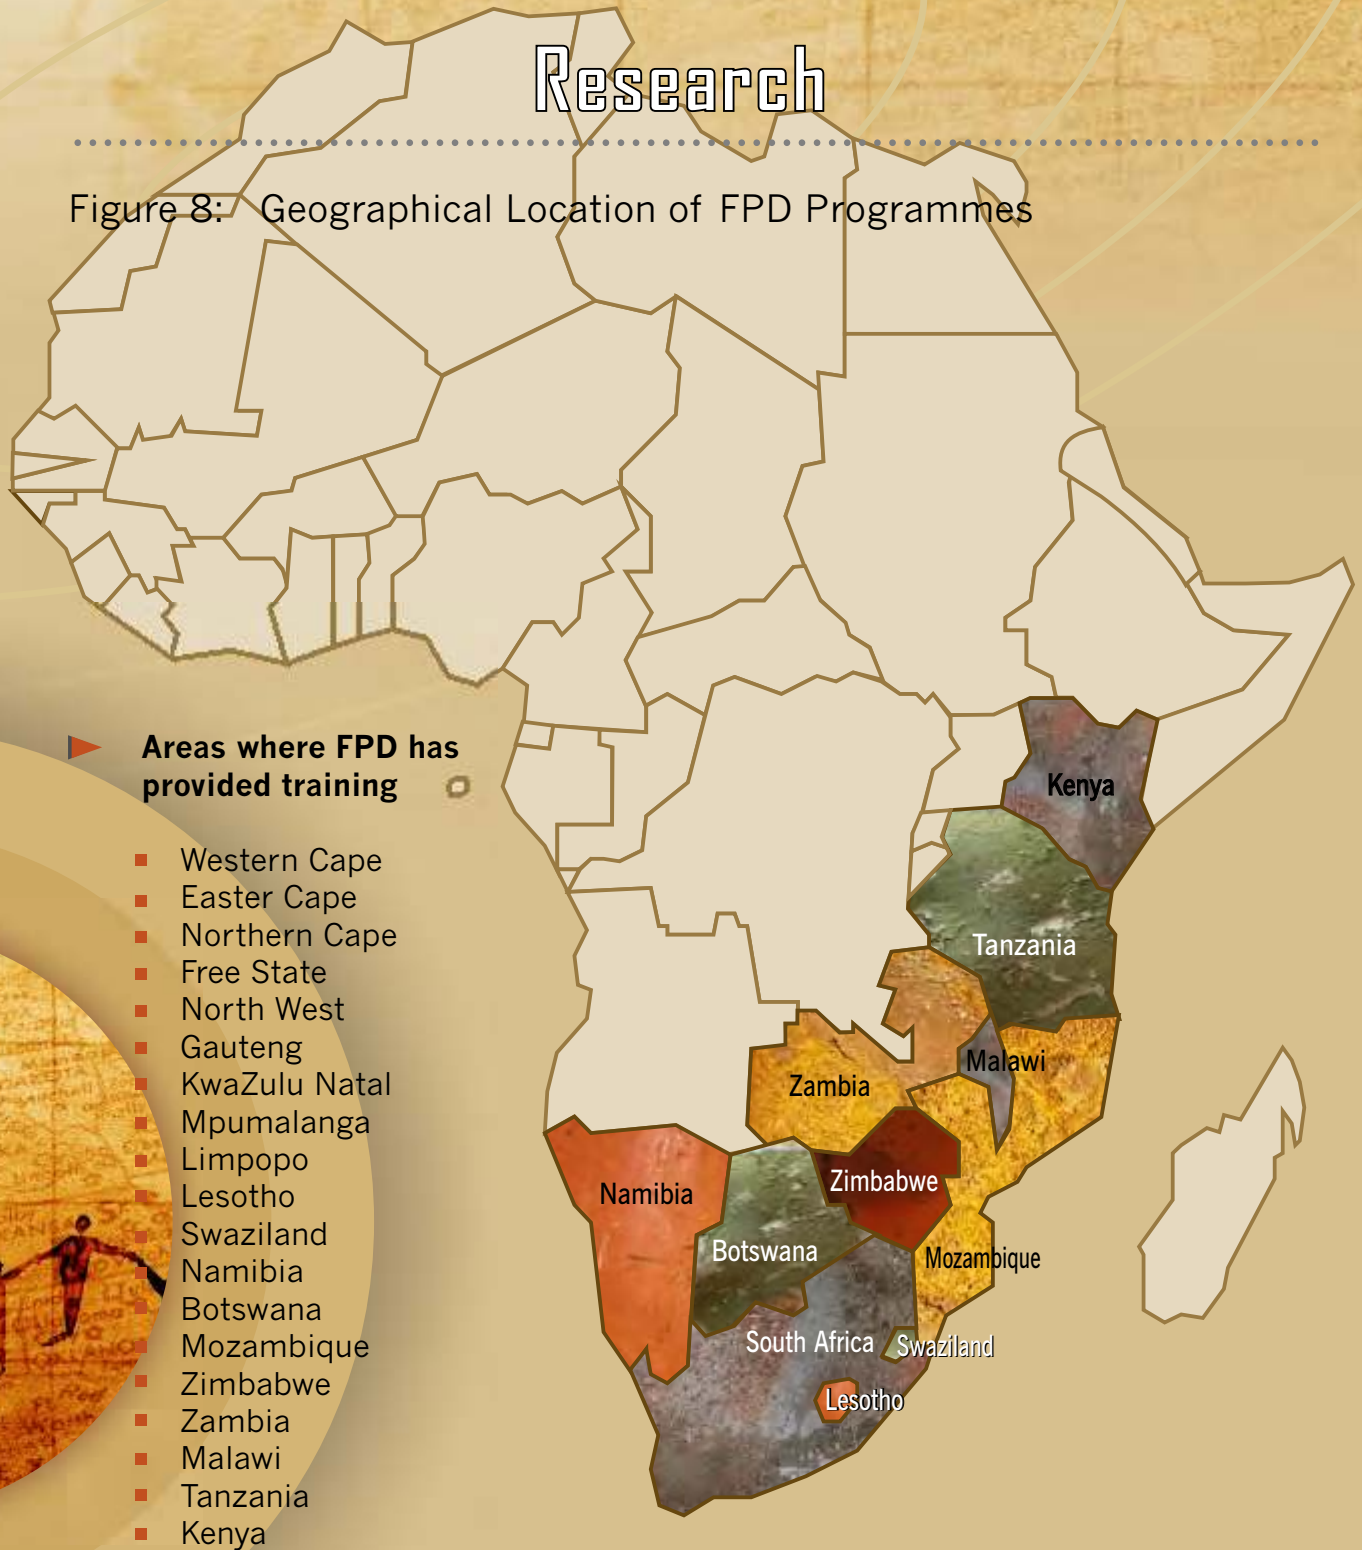 Research
Figure 8: Geographical Location of FPD Programmes
Areas where FPD has
provided training
Western Cape
Easter Cape
Northern Cape
Free State
North West
Gauteng
KwaZulu Natal
Mpumalanga
Limpopo
Lesotho
Swaziland
Namibia
Botswana
Mozambique
Zimbabwe
Zambia
Malawi
Tanzania
Kenya
Kenya
Tanzania
Malawi
Zambia
Zimbabwe
Namibia
Botswana
Mozambique
South Africa
Swaziland
Lesotho